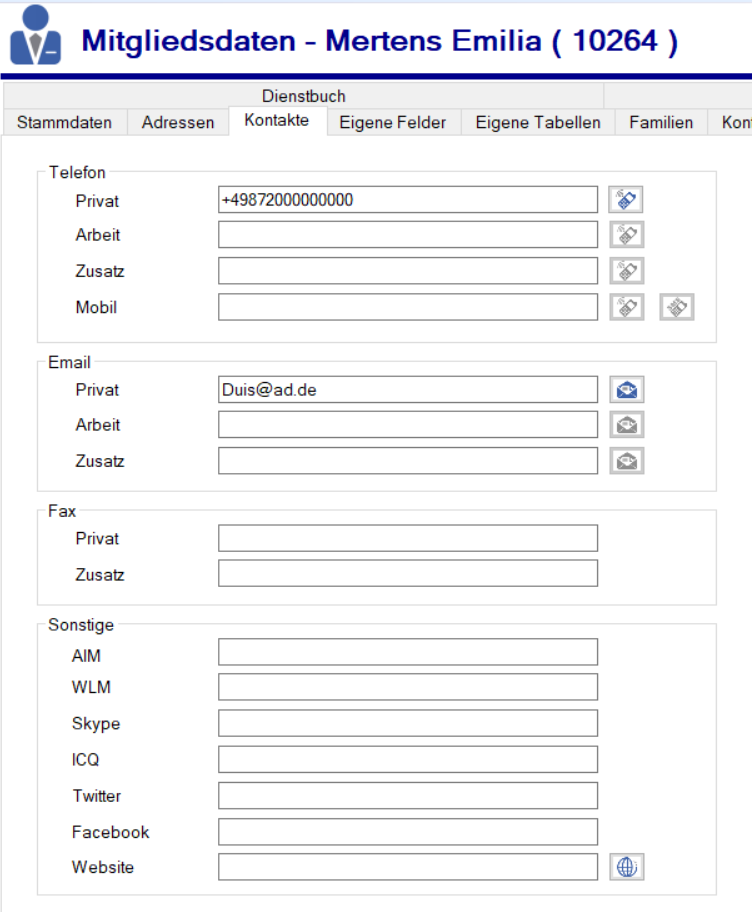 Mitgliedsdaten - Mertens Emilia ( 10264 )
Dienstbuch
Stammdaten Adressen Kontakte Eigene Felder Eigene Tabellen Familien
Telefon
Privat +49872000000000
Arbeit
Zusatz
Mobil
Email
Privat Duis@ad.de
Arbeit
Zusatz
Fax
Privat
Zusatz
Sonstige
AIM
WLM
Skype
ICQ
Twitter
Facebook
Website